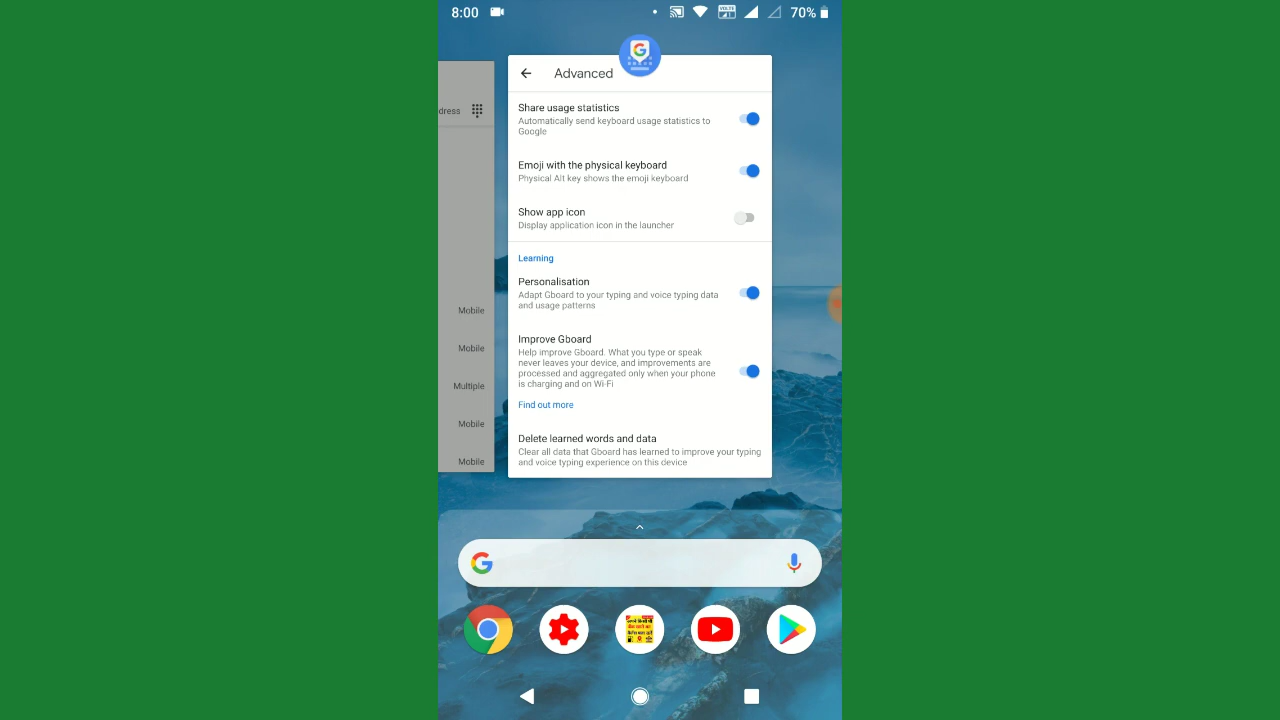 8:00
VOLTE
70%
Advanced
dress
Share usage statistics
Automatically send keyboard usage statistics to
Google
Emoji with the physical keyboard
Physical Alt key shows the emoji keyboard
Show app icon
Display application icon in the launcher
Learning
Personalisation
Adapt Gboard to your typing and voice typing data
and usage patterns
Mobile
Improve Gboard
Help improve Gboard. What you type or speak
never leaves your device, and improvements are
processed and aggregated only when your phone
is charging and on Wi-Fi
Mobile
Multiple
Find out more
Mobile
Delete learned words and data
Clear all data that Gboard has learned to improve your typing
and voice typing experience on this device
Mobile